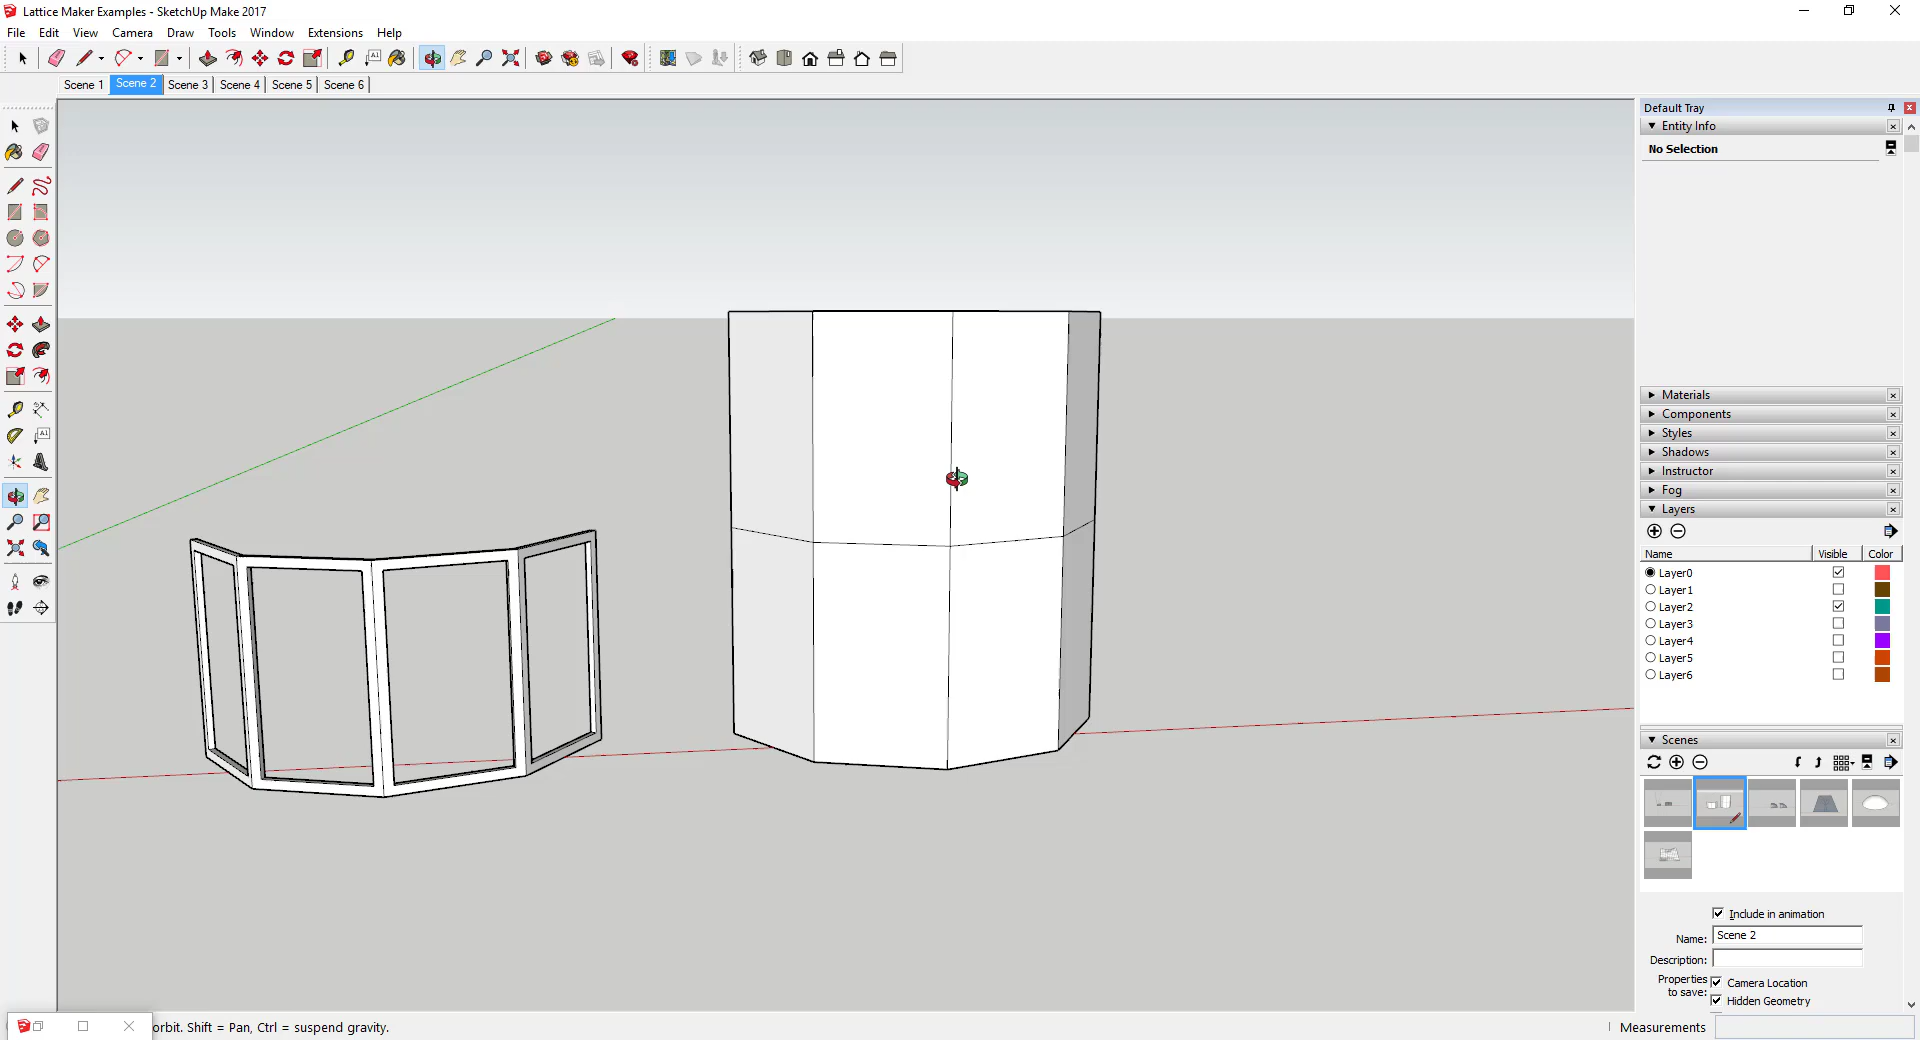 Lattice Maker Examples - SketchUp Make 2017
File Edit View Camera Draw Tools Window Extensions Help
A1
Scene 1 Scene 2 Scene 3 Scene 4 Scene 5 Scene 6
Default Tray
Entity Info
No Selection
Materials
Components
Styles
Shadows
Instructor
Fog
Layers
Name Visible Color
Layer0
Layer1
Layer2
Layer3
Layer4
Layer5
Layer6
A1
Scenes
Include in animation
Name: Scene 2
Description:
Properties to save: Camera Location
Hidden Geometry
orbit. Shift = Pan, Ctrl = suspend gravity.
Measurements